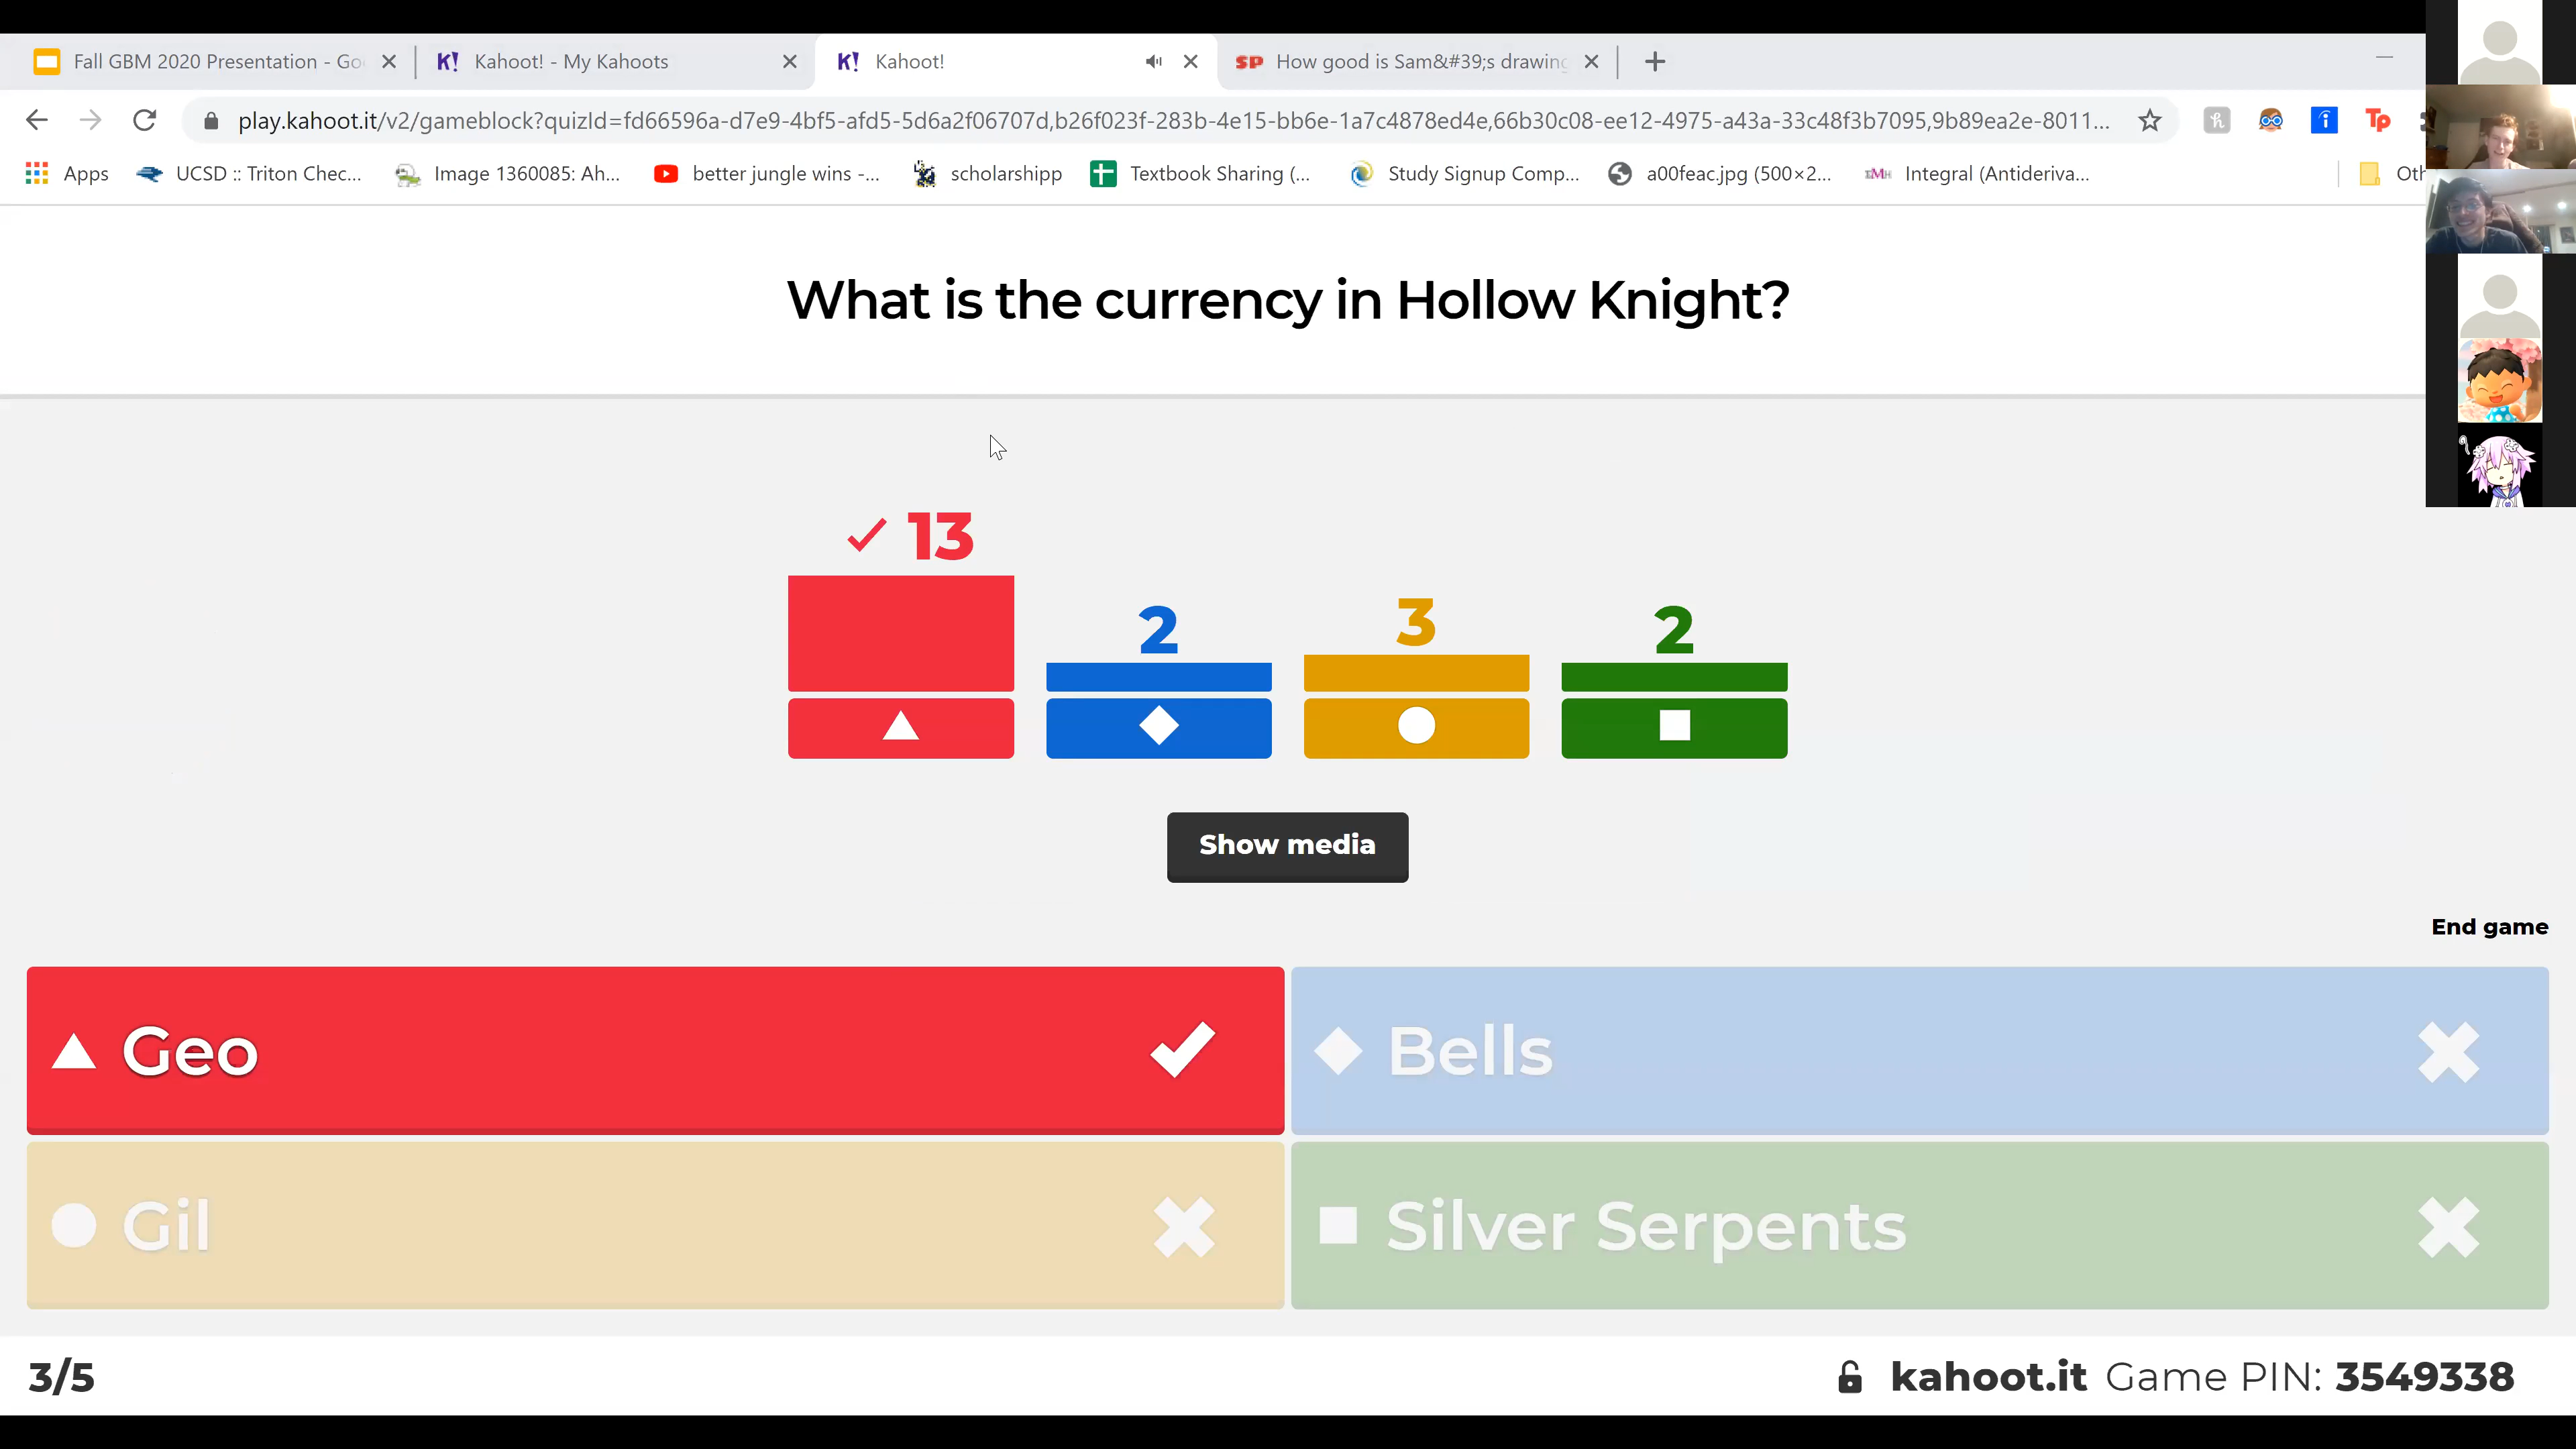 Fall GBM 2020 Presentation - Go
K! Kahoot! - My Kahoots
K! Kahoot!
SP How good is Sam&#39;s drawing
play.kahoot.it/v2/gameblock?quizId=fd66596a-d7e9-4bf5-afd5-5d6a2f06707d,b26f023f-283b-4e15-bb6e-1a7c4878ed4e,66b30c08-ee12-4975-a43a-33c48f3b7095,9b89ea2e-8011...
Tp
Apps
UCSD :: Triton Chec...
Image 1360085: Ah...
better jungle wins -...
scholarshipp
Textbook Sharing (...
Study Signup Comp...
a00feac.jpg (500×2...
Integral (Antideriva...
What is the currency in Hollow Knight?
13
2
3
2
Show media
End game
Geo
Bells
Gil
Silver Serpents
3/5
kahoot.it Game PIN: 3549338